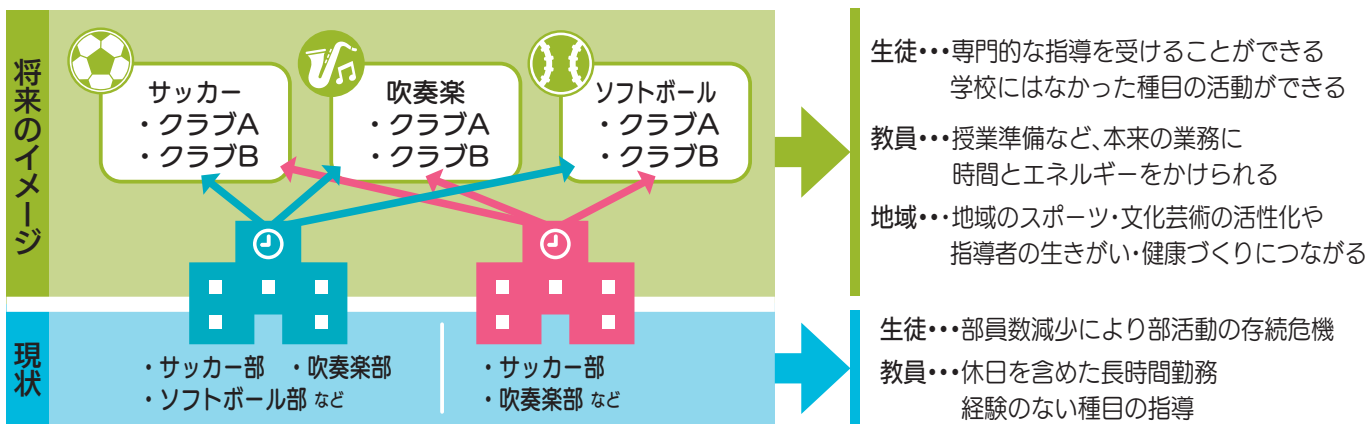 将来のイメージ
サッカー
・クラブA
・クラブB
吹奏楽
・クラブA
・クラブB
ソフトボール
・クラブA
・クラブB
生徒・・・専門的な指導を受けることができる
学校にはなかった種目の活動ができる
教員・・・授業準備など、本来の業務に
時間とエネルギーをかけられる
地域・・・地域のスポーツ・文化芸術の活性化や
指導者の生きがい・健康づくりにつながる
現状
・サッカー部 ・吹奏楽部
・ソフトボール部 など
・サッカー部
・吹奏楽部 など
生徒・・・部員数減少により部活動の存続危機
教員・・・休日を含めた長時間勤務
経験のない種目の指導